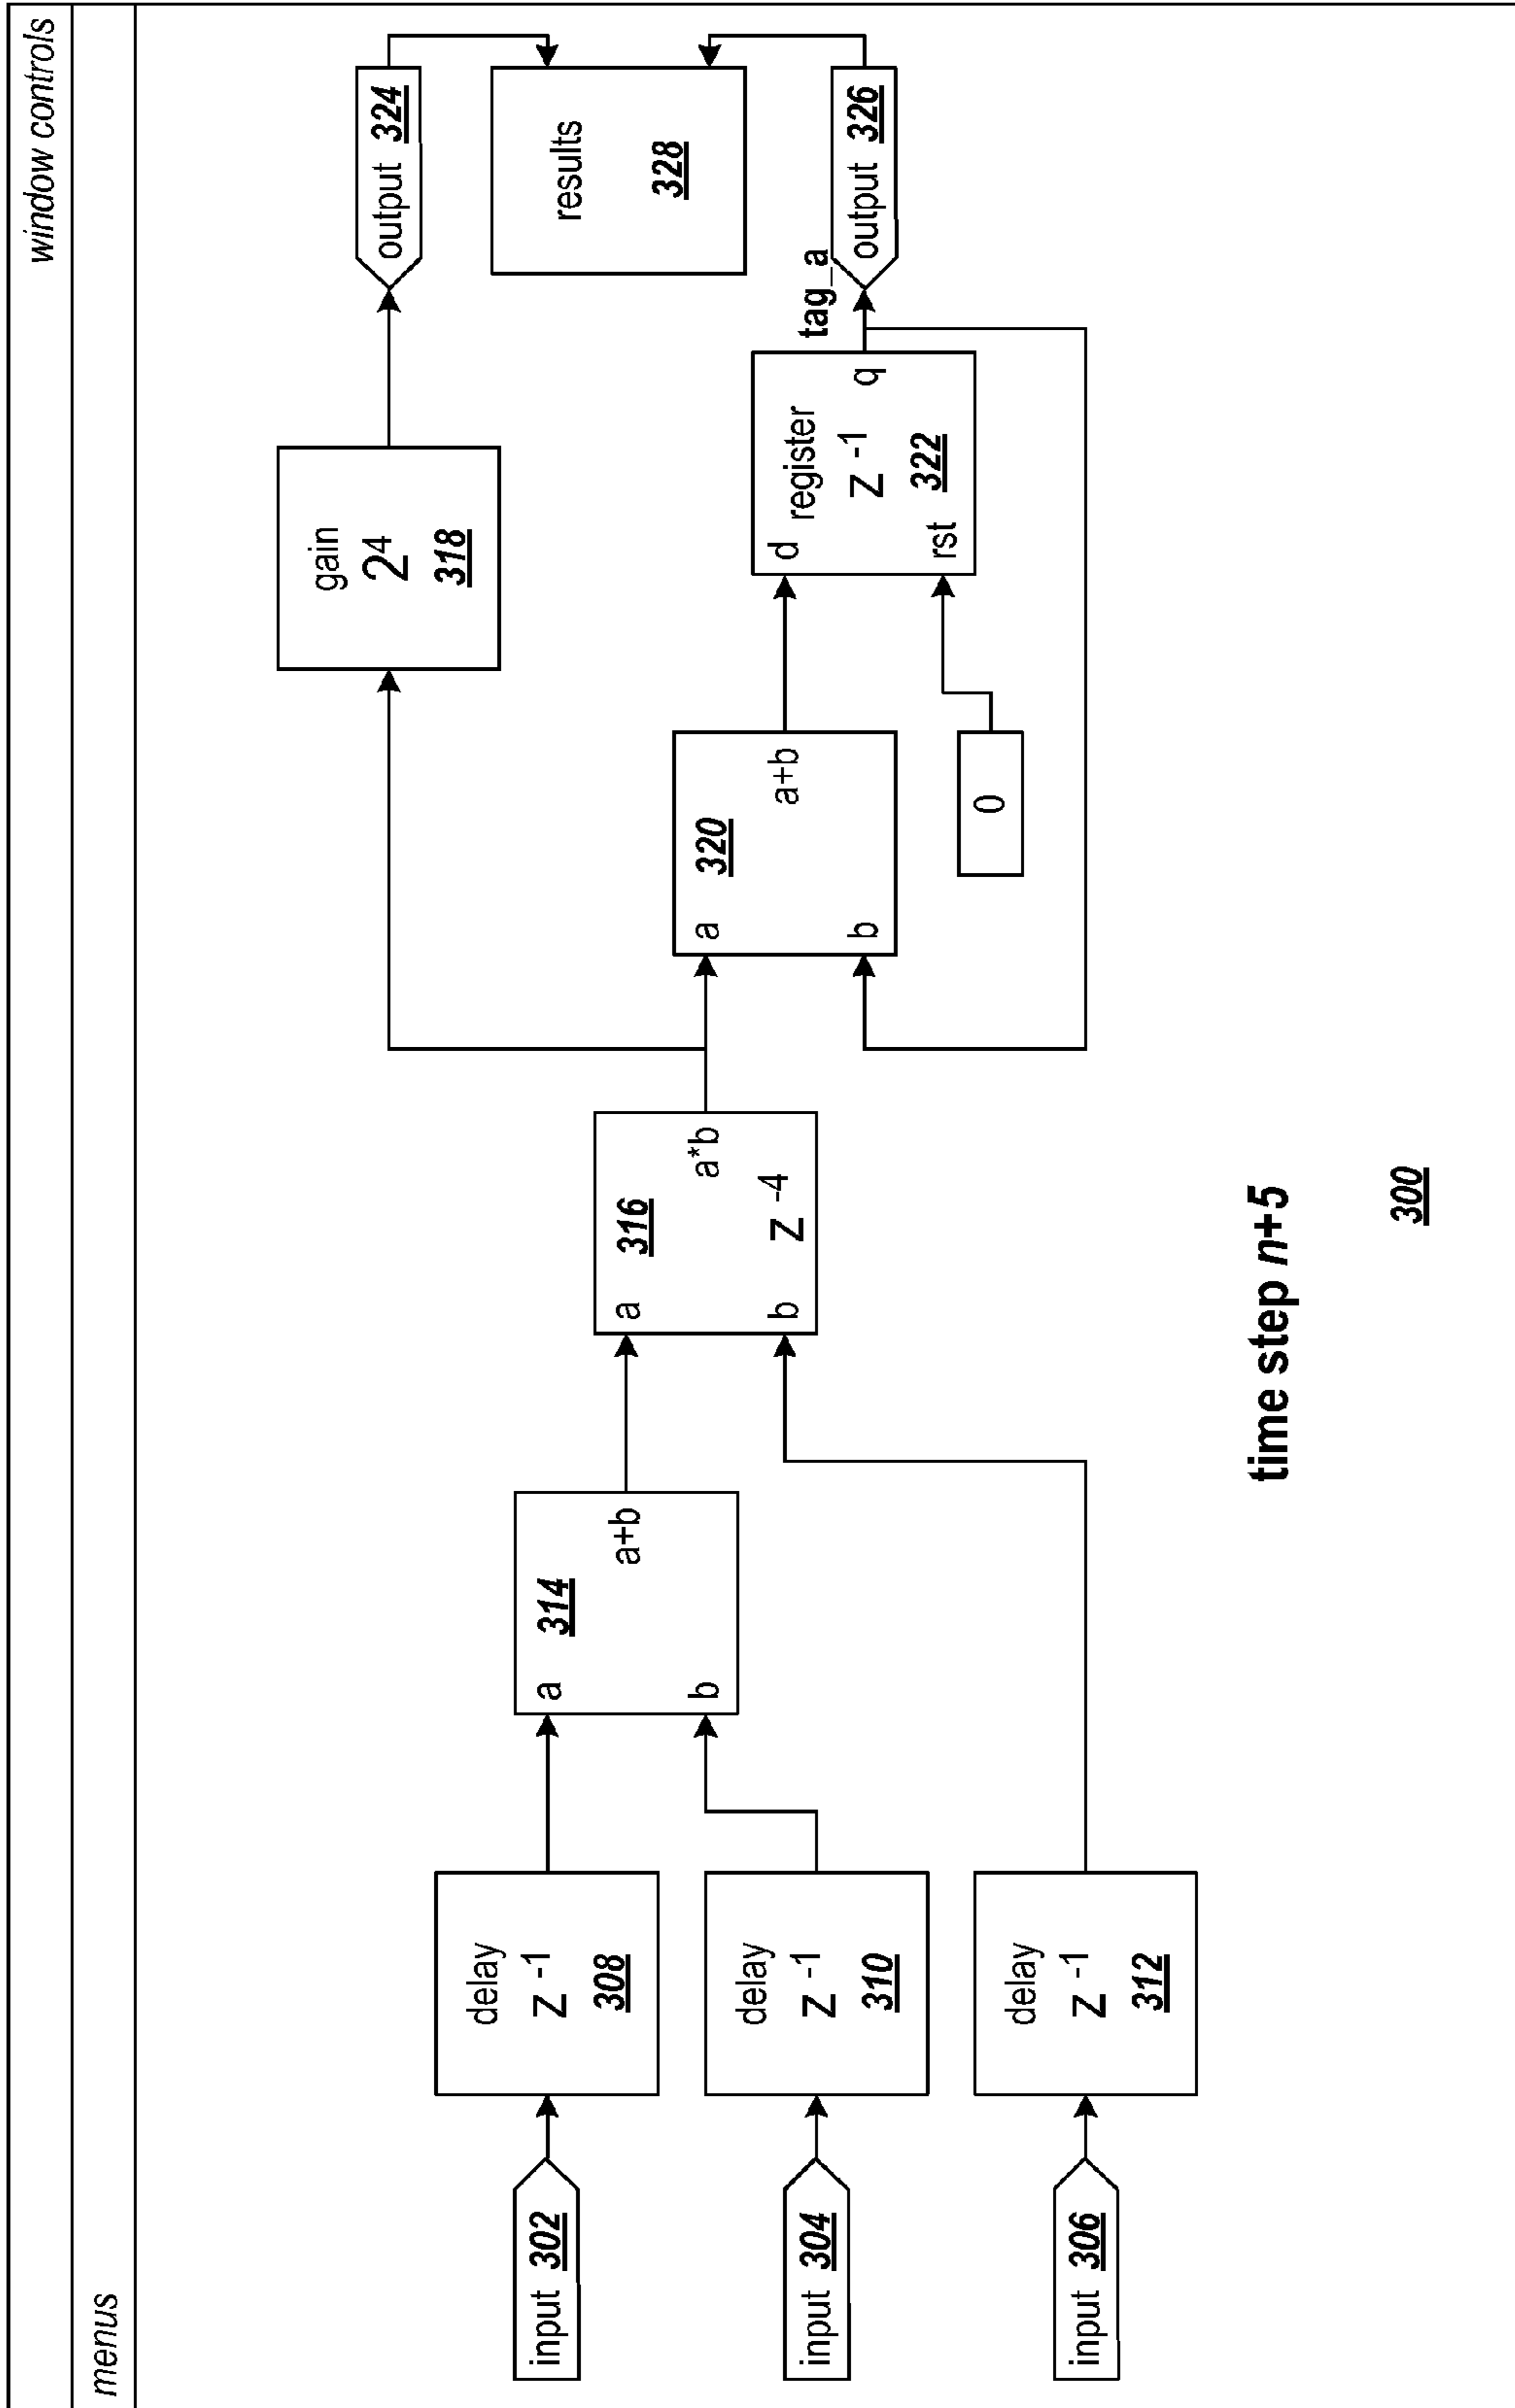 window controls
menus
input 302
delay
Z -1
308
input 304
delay
Z -1
310
input 306
delay
Z -1
312
a 314
a+b
b
a 316
a*b
b Z -4
gain
2⁴
318
a 320
a+b
b
0
d register
Z -1
q
rst 322
tag_a
output 324
results
328
output 326
time step n+5
300